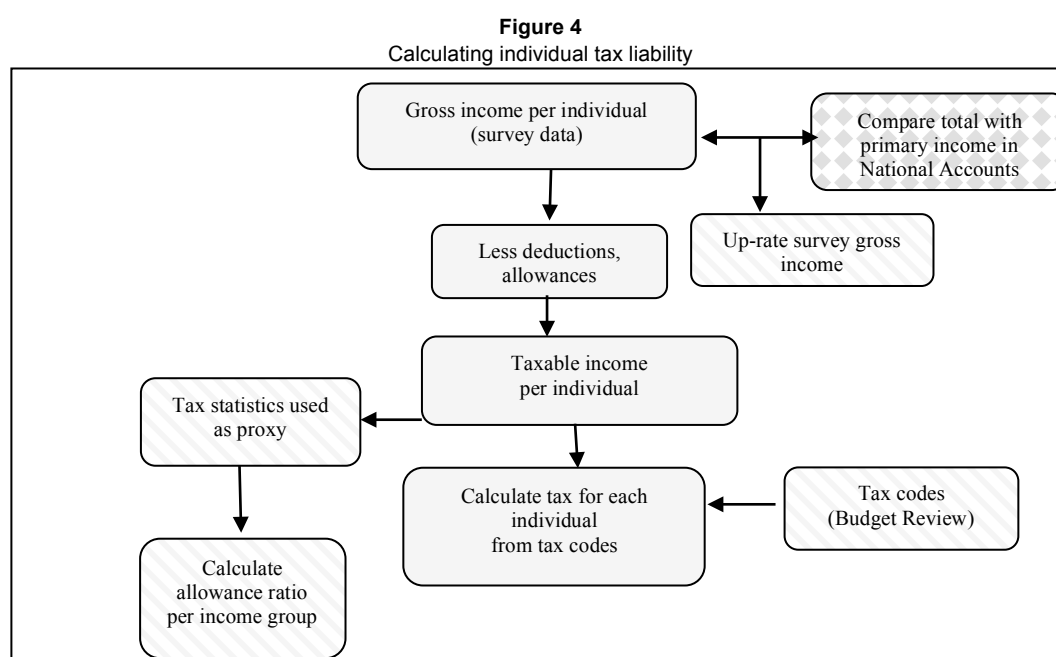 Figure 4
Calculating individual tax liability
Gross income per individual
(survey data)
Compare total with
primary income in
National Accounts
Up-rate survey gross
income
Less deductions,
allowances
Taxable income
per individual
Tax statistics used
as proxy
Calculate tax for each
individual
from tax codes
Tax codes
(Budget Review)
Calculate
allowance ratio
per income group